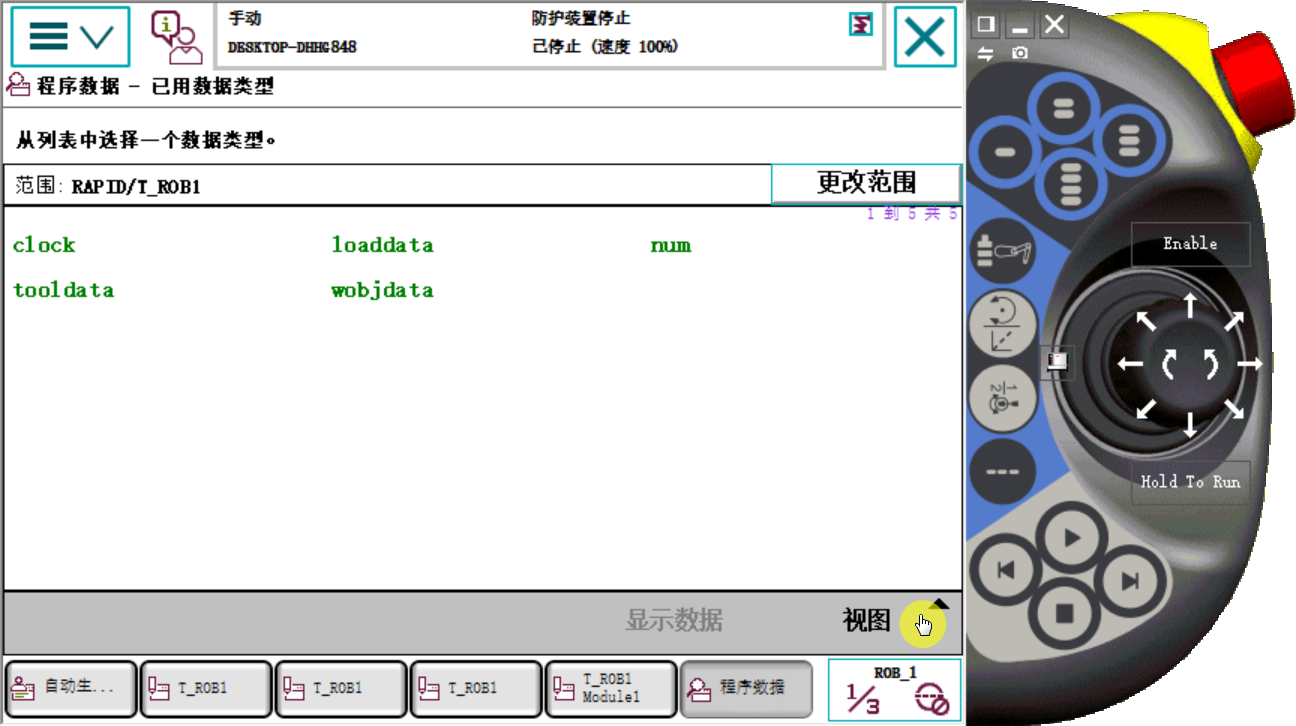 手动
防护装置停止
DESKTOP-DHHG848
已停止 (速度 100%)
程序数据 - 已用数据类型
从列表中选择一个数据类型。
范围: RAPID/T_ROB1
更改范围
1 到 5 共 5
clock
loaddata
num
tooldata
wobjdata
显示数据
视图
自动生...
T_ROB1
T_ROB1
T_ROB1
T_ROB1
Module1
程序数据
ROB_1
1/3
Enable
Hold To Run